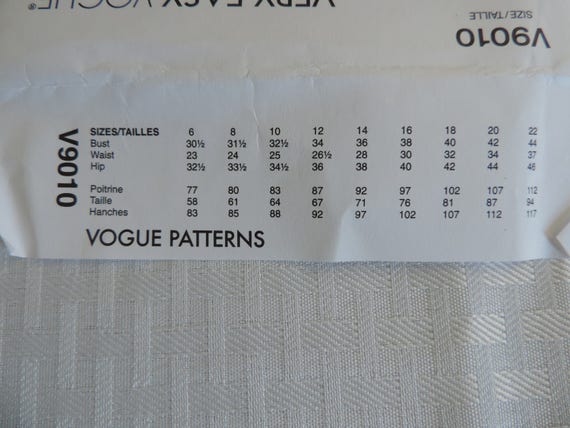 VERY EASY VOGUE®
SIZE/TAILLE
V9010
V9010
SIZES/TAILLES 6 8 10 12 14 16 18 20 22
Bust 30½ 31½ 32½ 34 36 38 40 42 44
Waist 23 24 25 26½ 28 30 32 34 37
Hip 32½ 33½ 34½ 36 38 40 42 44 46
Poitrine 77 80 83 87 92 97 102 107 112
Taille 58 61 64 67 71 76 81 87 94
Hanches 83 85 88 92 97 102 107 112 117
VOGUE PATTERNS